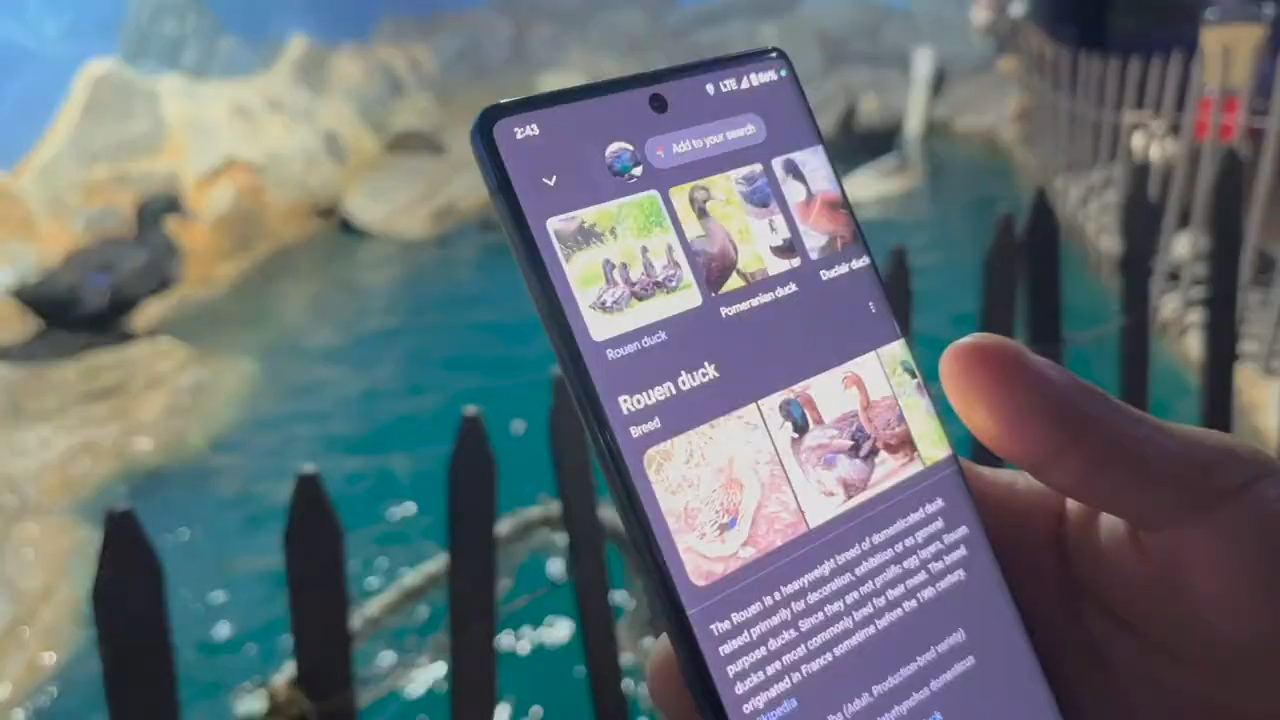 2:43
LTE 86%
Add to your search
Rouen duck
Pomeranian duck
Duclair duck
Rouen duck
Breed
The Rouen is a heavyweight breed of domesticated duck
raised primarily for decoration, exhibition or as general
purpose ducks. Since they are not prolific egg layers, Rouen
ducks are most commonly bred for their meat. The breed
originated in France sometime before the 19th century.
(Adult, Production-bred variety)
domesticus